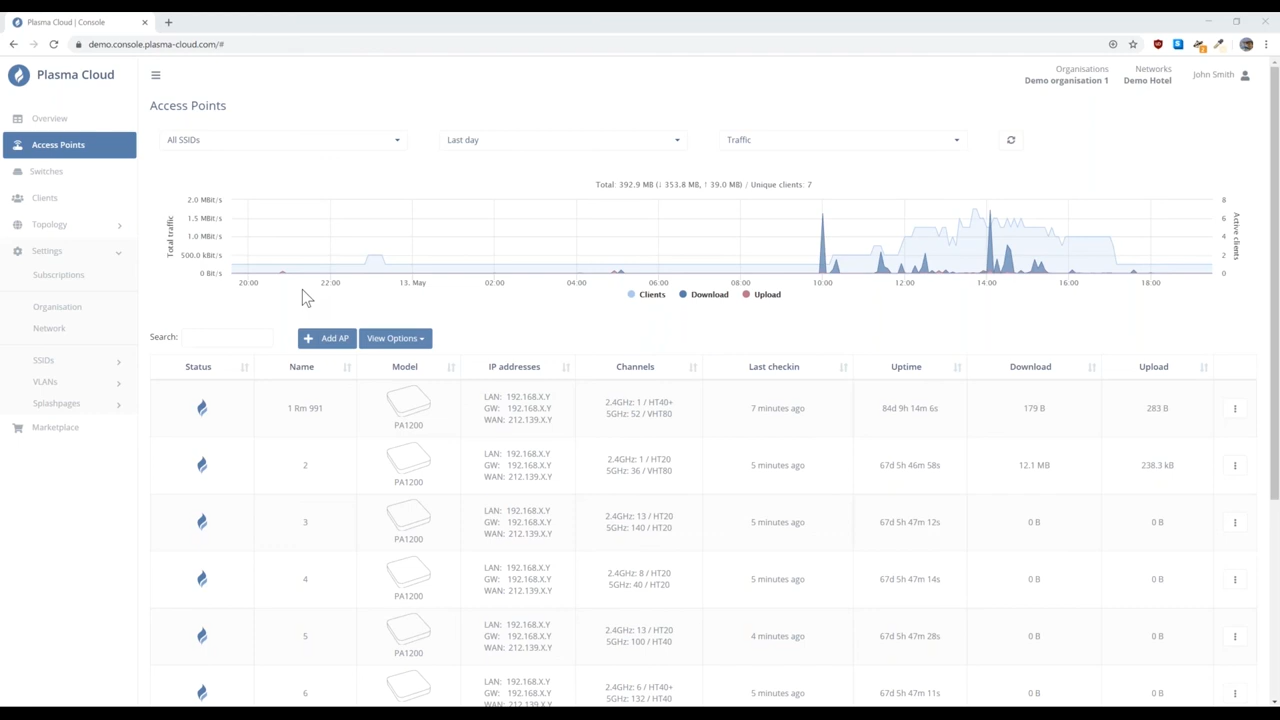 Plasma Cloud | Console
demo.console.plasma-cloud.com/#
Plasma Cloud
Organisations
Demo organisation 1
Networks
Demo Hotel
John Smith
Overview
Access Points
Switches
Clients
Topology
Settings
Subscriptions
Organisation
Network
SSIDs
VLANs
Splashpages
Marketplace
Access Points
All SSIDs
Last day
Traffic
Total: 392.9 MB (↓ 353.8 MB, ↑ 39.0 MB) / Unique clients: 7
Total traffic
2.0 MBit/s
1.5 MBit/s
1.0 MBit/s
500.0 kBit/s
0 Bit/s
8
6
4
2
0
Active clients
20:00 22:00 13. May 02:00 04:00 06:00 08:00 10:00 12:00 14:00 16:00 18:00
Clients Download Upload
Search:
Add AP
View Options
Status Name Model IP addresses Channels Last checkin Uptime Download Upload
1 Rm 991
PA1200
LAN: 192.168.X.Y
GW: 192.168.X.Y
WAN: 212.139.X.Y
2.4GHz: 1 / HT40+
5GHz: 52 / VHT80
7 minutes ago
84d 9h 14m 6s
179 B
283 B
2
PA1200
LAN: 192.168.X.Y
GW: 192.168.X.Y
WAN: 212.139.X.Y
2.4GHz: 1 / HT20
5GHz: 36 / VHT80
5 minutes ago
67d 5h 46m 58s
12.1 MB
238.3 kB
3
PA1200
LAN: 192.168.X.Y
GW: 192.168.X.Y
WAN: 212.139.X.Y
2.4GHz: 13 / HT20
5GHz: 140 / HT20
5 minutes ago
67d 5h 47m 12s
0 B
0 B
4
PA1200
LAN: 192.168.X.Y
GW: 192.168.X.Y
WAN: 212.139.X.Y
2.4GHz: 8 / HT20
5GHz: 40 / HT20
5 minutes ago
67d 5h 47m 14s
0 B
0 B
5
PA1200
LAN: 192.168.X.Y
GW: 192.168.X.Y
WAN: 212.139.X.Y
2.4GHz: 13 / HT20
5GHz: 100 / HT40
4 minutes ago
67d 5h 47m 28s
0 B
0 B
6
LAN: 192.168.X.Y
GW: 192.168.X.Y
2.4GHz: 6 / HT40+
5GHz: 132 / HT40
5 minutes ago
67d 5h 47m 11s
0 B
0 B